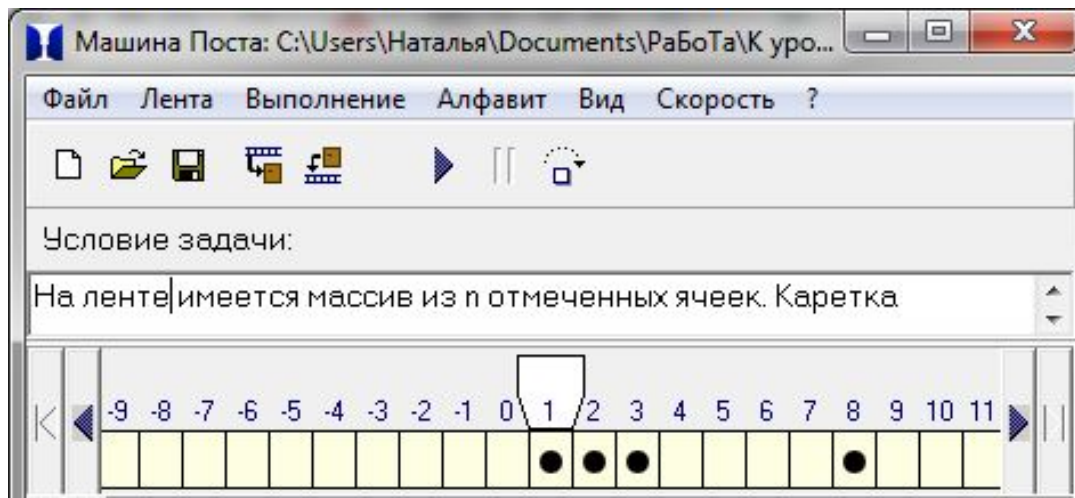 Машина Поста: C:\Users\Наталья\Documents\РаБоТа\К уро...
Файл Лента Выполнение Алфавит Вид Скорость ?
Условие задачи:
На ленте имеется массив из n отмеченных ячеек. Каретка
-9 -8 -7 -6 -5 -4 -3 -2 -1 0 1 2 3 4 5 6 7 8 9 10 11